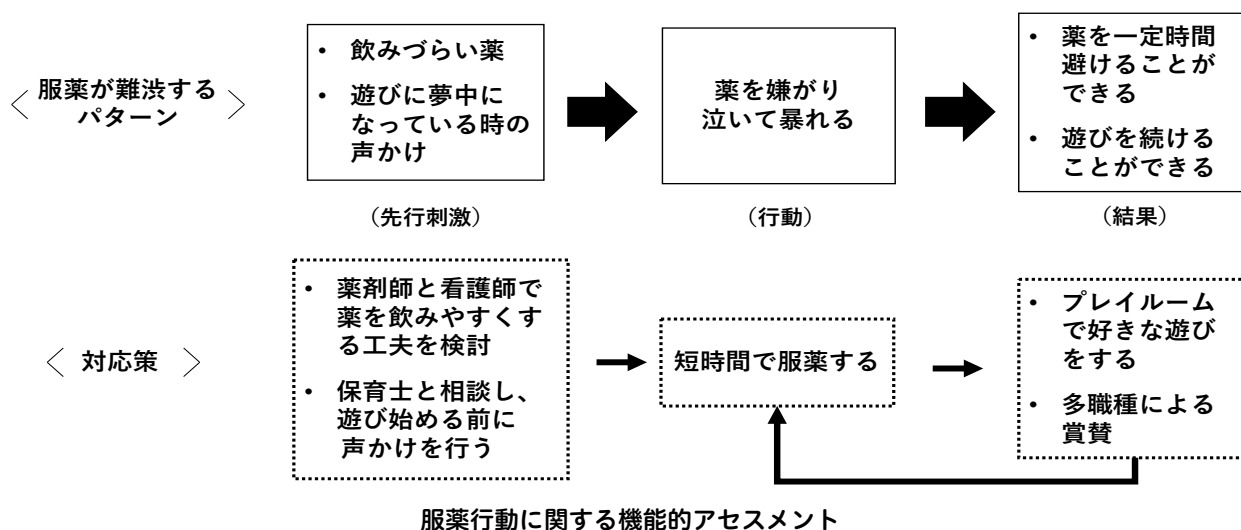 〈 服薬が難渋する 〉
パターン
• 飲みづらい薬
• 遊びに夢中に
なっている時の
声かけ
薬を嫌がり
泣いて暴れる
• 薬を一定時間
避けることが
できる
• 遊びを続ける
ことができる
（先行刺激）
（行動）
（結果）
〈 対応策 〉
• 薬剤師と看護師で
薬を飲みやすくす
る工夫を検討
• 保育士と相談し、
遊び始める前に
声かけを行う
短時間で服薬する
• プレイルーム
で好きな遊び
をする
• 多職種による
賞賛
服薬行動に関する機能的アセスメント